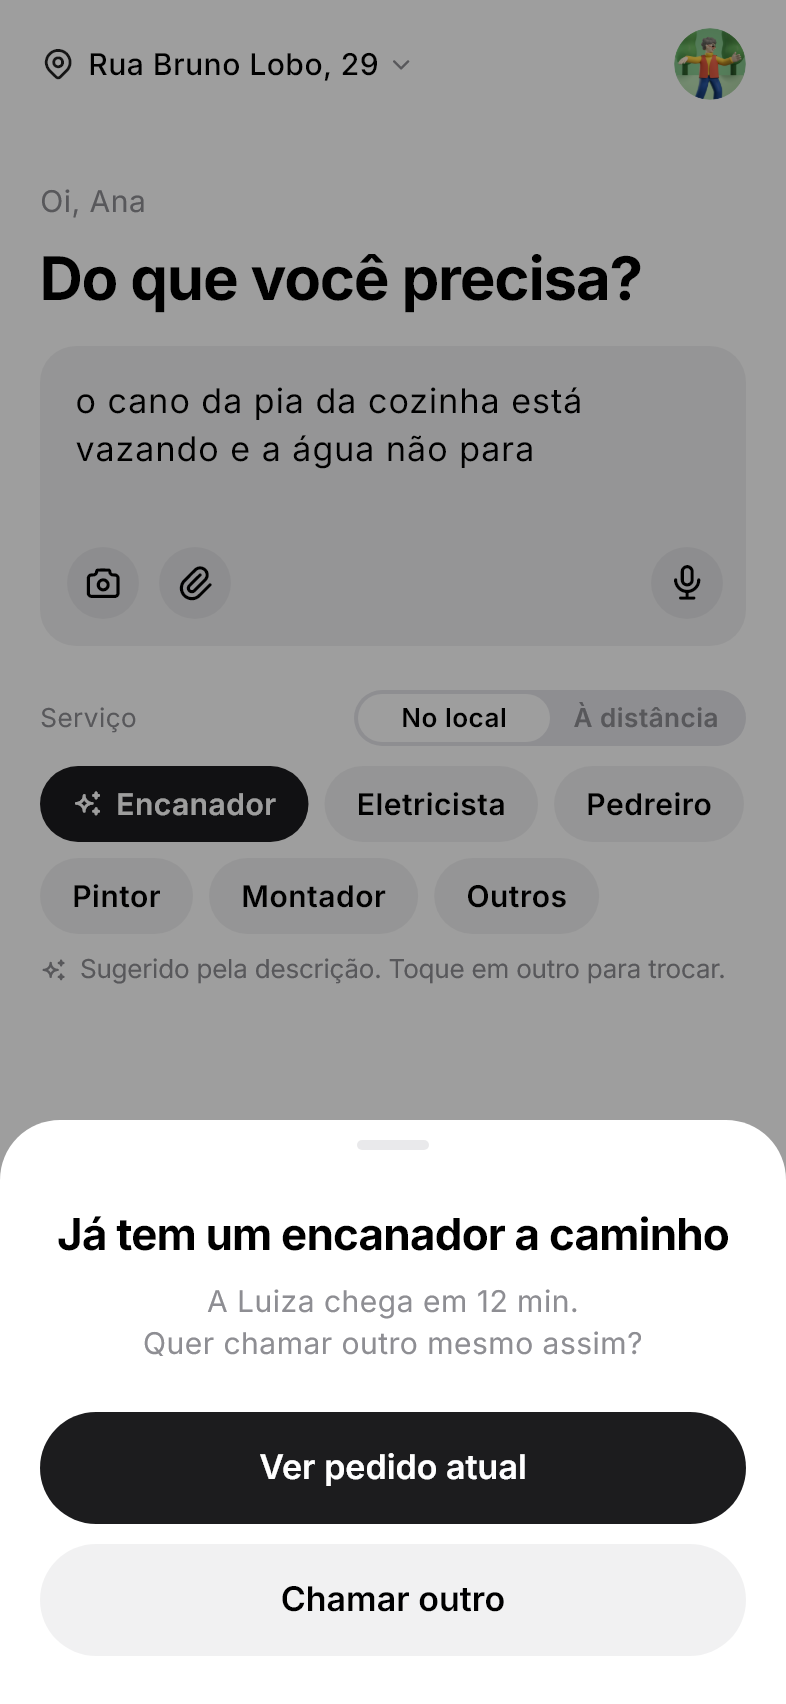 Rua Bruno Lobo, 29
Oi, Ana
Do que você precisa?
o cano da pia da cozinha está
vazando e a água não para
Serviço
No local
À distância
Encanador
Eletricista
Pedreiro
Pintor
Montador
Outros
Sugerido pela descrição. Toque em outro para trocar.
Já tem um encanador a caminho
A Luiza chega em 12 min.
Quer chamar outro mesmo assim?
Ver pedido atual
Chamar outro